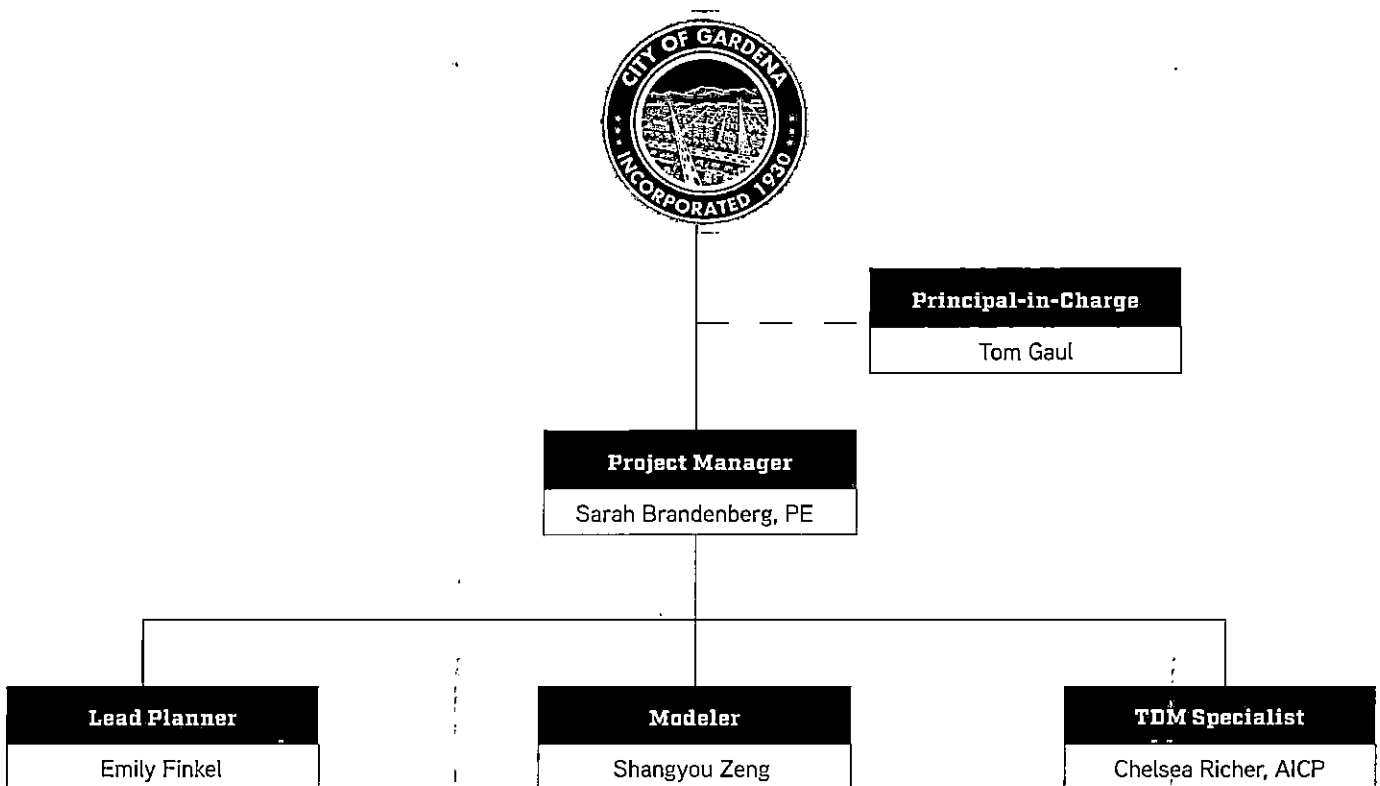 CITY OF GARDENA
INCORPORATED 1930
Principal-in-Charge
Tom Gaul
Project Manager
Sarah Brandenberg, PE
Lead Planner
Emily Finkel
Modeler
Shangyou Zeng
TDM Specialist
Chelsea Richer, AICP